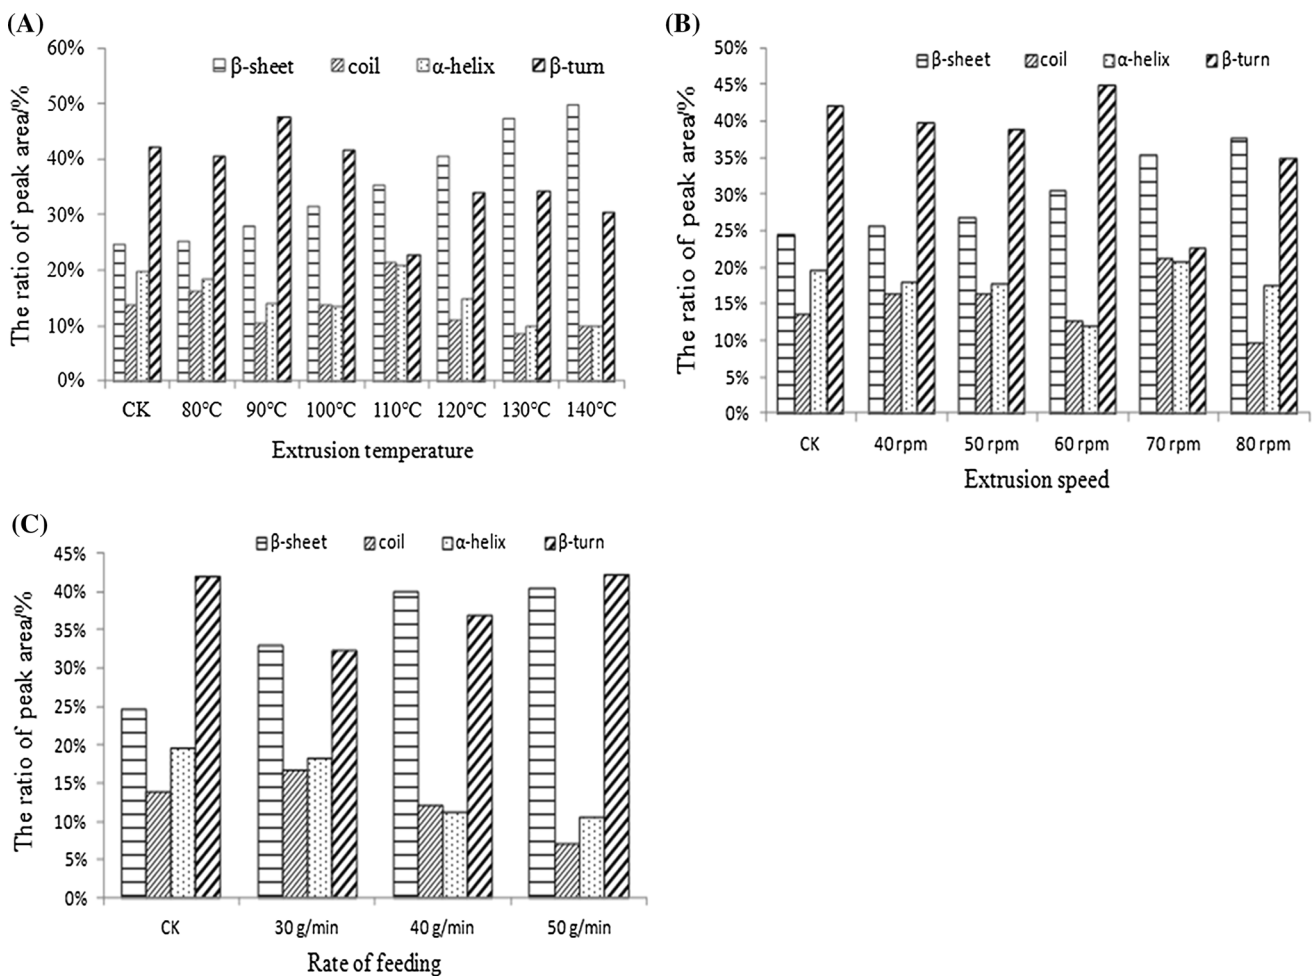 (A)
The ratio of peak area/%
60%
50%
40%
30%
20%
10%
0%
β-sheet coil α-helix β-turn
CK 80°C 90°C 100°C 110°C 120°C 130°C 140°C
Extrusion temperature
(B)
The ratio of peak area/%
50%
45%
40%
35%
30%
25%
20%
15%
10%
5%
0%
β-sheet coil α-helix β-turn
CK 40 rpm 50 rpm 60 rpm 70 rpm 80 rpm
Extrusion speed
(C)
The ratio of peak area/%
45%
40%
35%
30%
25%
20%
15%
10%
5%
0%
β-sheet coil α-helix β-turn
CK 30 g/min 40 g/min 50 g/min
Rate of feeding